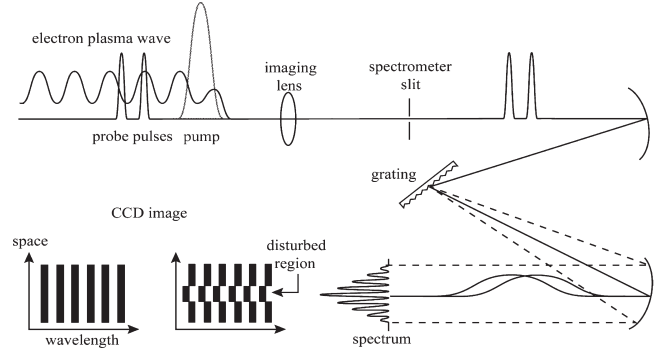 electron plasma wave
imaging
lens
spectrometer
slit
probe pulses
pump
grating
CCD image
space
disturbed
region
wavelength
spectrum